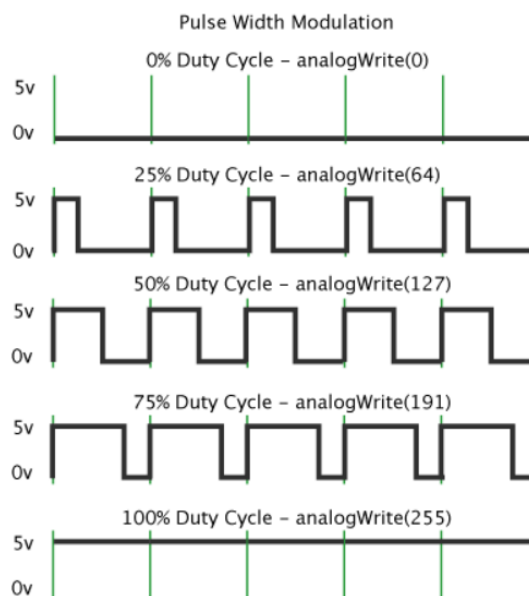 Pulse Width Modulation
0% Duty Cycle – analogWrite(0)
5v
0v
25% Duty Cycle – analogWrite(64)
5v
0v
50% Duty Cycle – analogWrite(127)
5v
0v
75% Duty Cycle – analogWrite(191)
5v
0v
100% Duty Cycle – analogWrite(255)
5v
0v